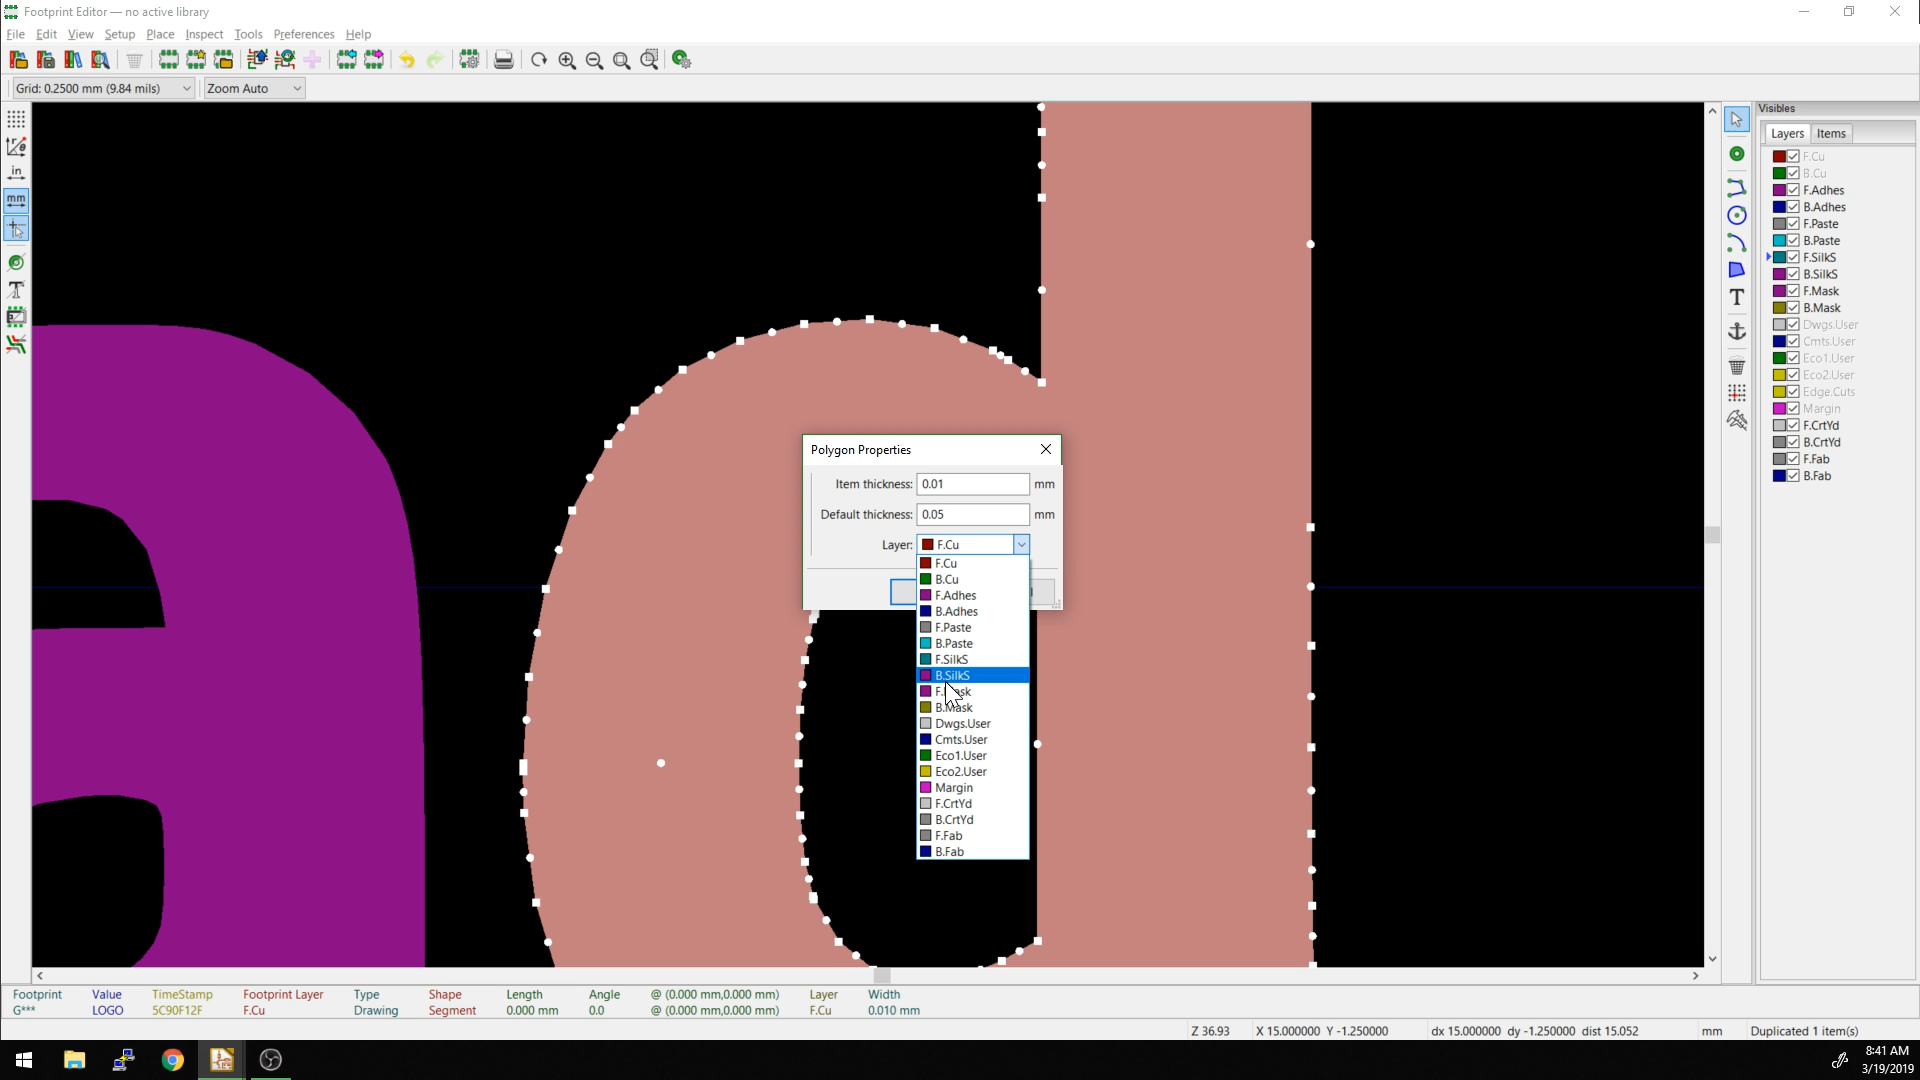 Footprint Editor — no active library
File Edit View Setup Place Inspect Tools Preferences Help
Grid: 0.2500 mm (9.84 mils)
Zoom Auto
in
mm
Visibles
Layers Items
F.Cu
B.Cu
F.Adhes
B.Adhes
F.Paste
B.Paste
F.SilkS
B.SilkS
F.Mask
B.Mask
Dwgs.User
Cmts.User
Eco1.User
Eco2.User
Edge.Cuts
Margin
F.CrtYd
B.CrtYd
F.Fab
B.Fab
Polygon Properties
Item thickness: 0.01 mm
Default thickness: 0.05 mm
Layer: F.Cu
F.Cu
B.Cu
F.Adhes
B.Adhes
F.Paste
B.Paste
F.SilkS
B.SilkS
B.Mask
Dwgs.User
Cmts.User
Eco1.User
Eco2.User
Margin
F.CrtYd
B.CrtYd
F.Fab
B.Fab
Footprint Value TimeStamp Footprint Layer Type Shape Length Angle @ (0.000 mm,0.000 mm) Layer Width
G*** LOGO 5C90F12F F.Cu Drawing Segment 0.000 mm 0.0 @ (0.000 mm,0.000 mm) F.Cu 0.010 mm
Z 36.93 X 15.000000 Y -1.250000 dx 15.000000 dy -1.250000 dist 15.052 mm Duplicated 1 item(s)
8:41 AM
3/19/2019